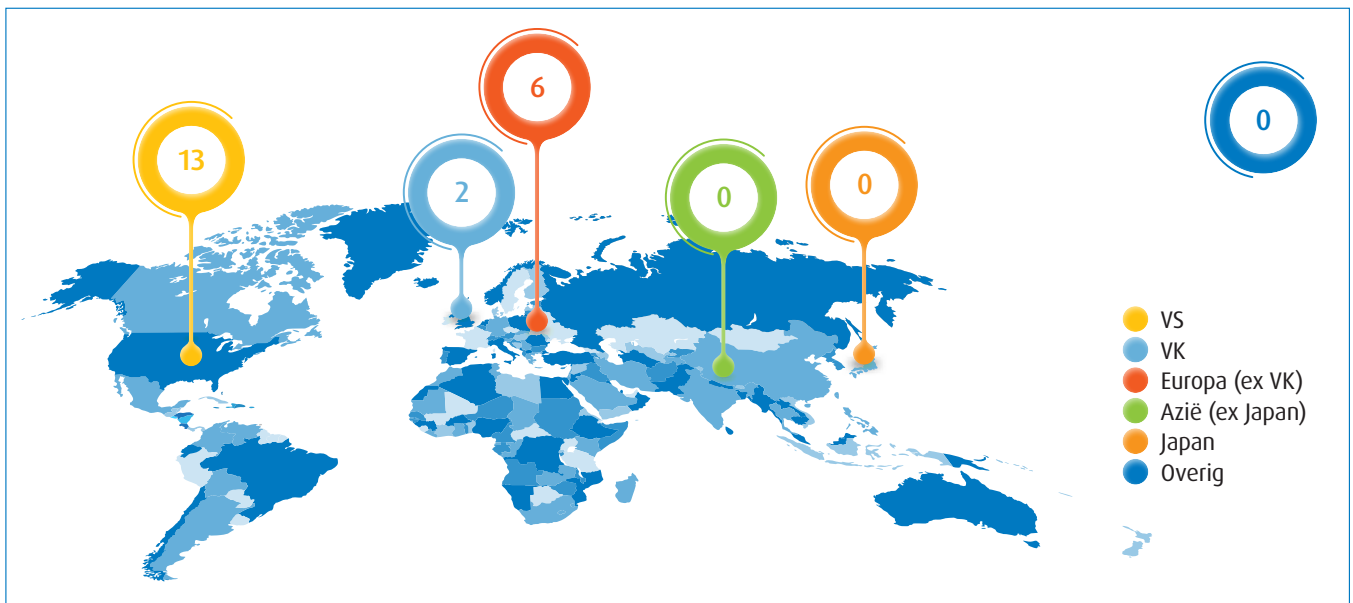 6
0
13
2
0
0
VS
VK
Europa (ex VK)
Azië (ex Japan)
Japan
Overig